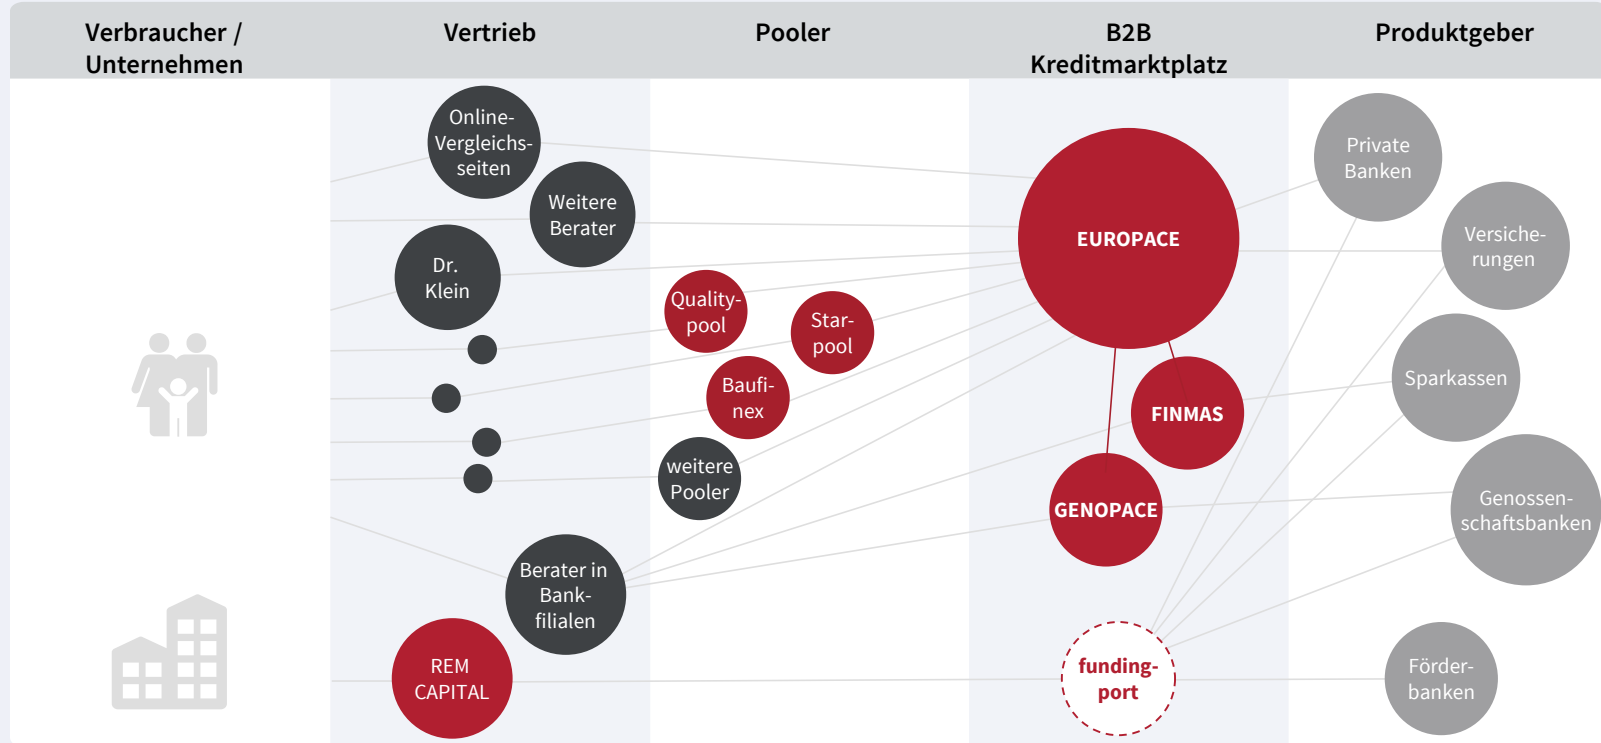 Verbraucher /
Unternehmen
Vertrieb
Pooler
B2B
Kreditmarktplatz
Produktgeber
Online-
Vergleichs-
seiten
Weitere
Berater
Dr.
Klein
Berater in
Bank-
filialen
REM
CAPITAL
Quality-
pool
Star-
pool
Baufi-
nex
weitere
Pooler
EUROPACE
FINMAS
GENOPACE
funding-
port
Private
Banken
Versiche-
rungen
Sparkassen
Genossen-
schaftsbanken
Förder-
banken